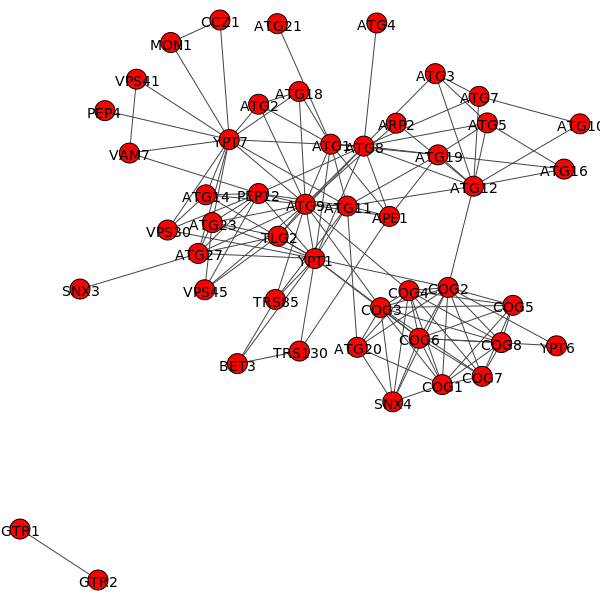 CCZ1
ATG21
ATG4
MON1
ATG3
VPS41
ATG18
ATG7
ATG2
PEP4
ARP2
ATG5
ATG10
YPT7
ATG1
ATG8
VAM7
ATG19
ATG16
ATG12
ATG14
PEP12
ATG9
ATG11
APE1
ATG23
VPS30
TLG2
ATG27
YPT1
SNX3
VPS45
COG4
COG2
TRS85
COG3
COG5
COG6
COG8
YPT6
TRS130
ATG20
BET3
COG7
COG1
SNX4
GTR1
GTR2